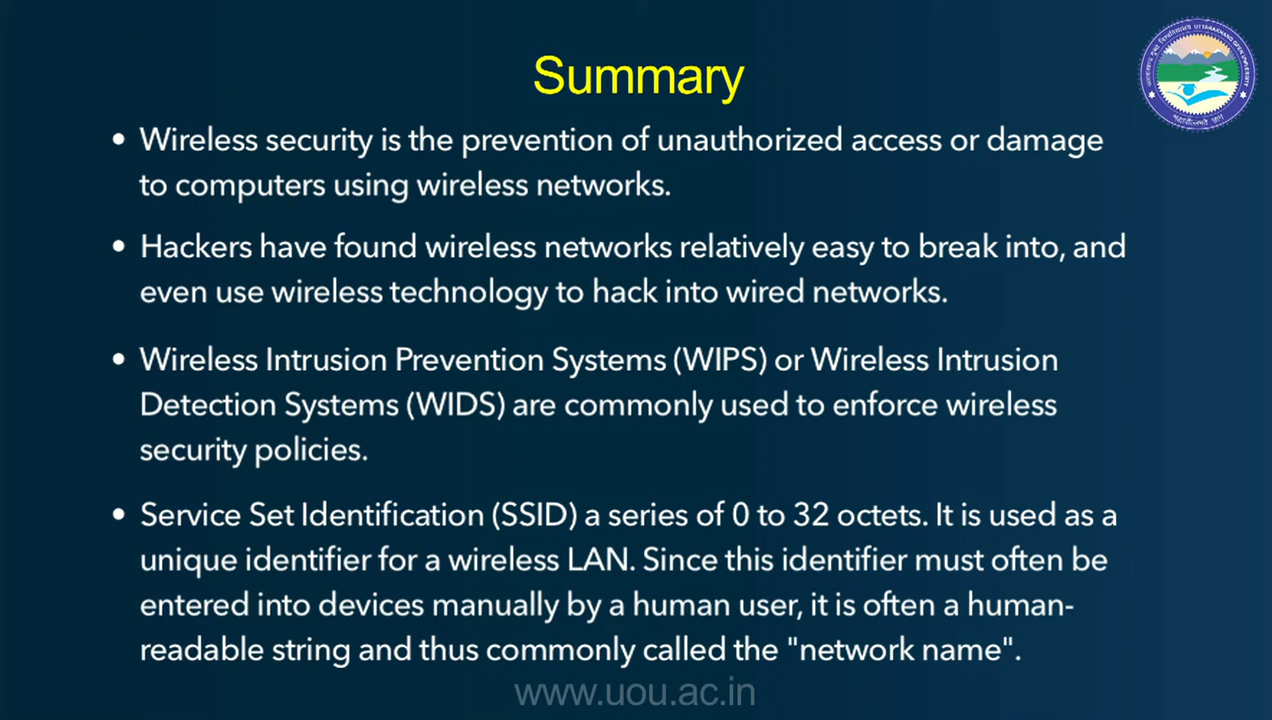 Summary
• Wireless security is the prevention of unauthorized access or damage
to computers using wireless networks.
• Hackers have found wireless networks relatively easy to break into, and
even use wireless technology to hack into wired networks.
• Wireless Intrusion Prevention Systems (WIPS) or Wireless Intrusion
Detection Systems (WIDS) are commonly used to enforce wireless
security policies.
• Service Set Identification (SSID) a series of 0 to 32 octets. It is used as a
unique identifier for a wireless LAN. Since this identifier must often be
entered into devices manually by a human user, it is often a human-
readable string and thus commonly called the "network name".
www.uou.ac.in
UTTARAKHAND OPEN UNIVERSITY